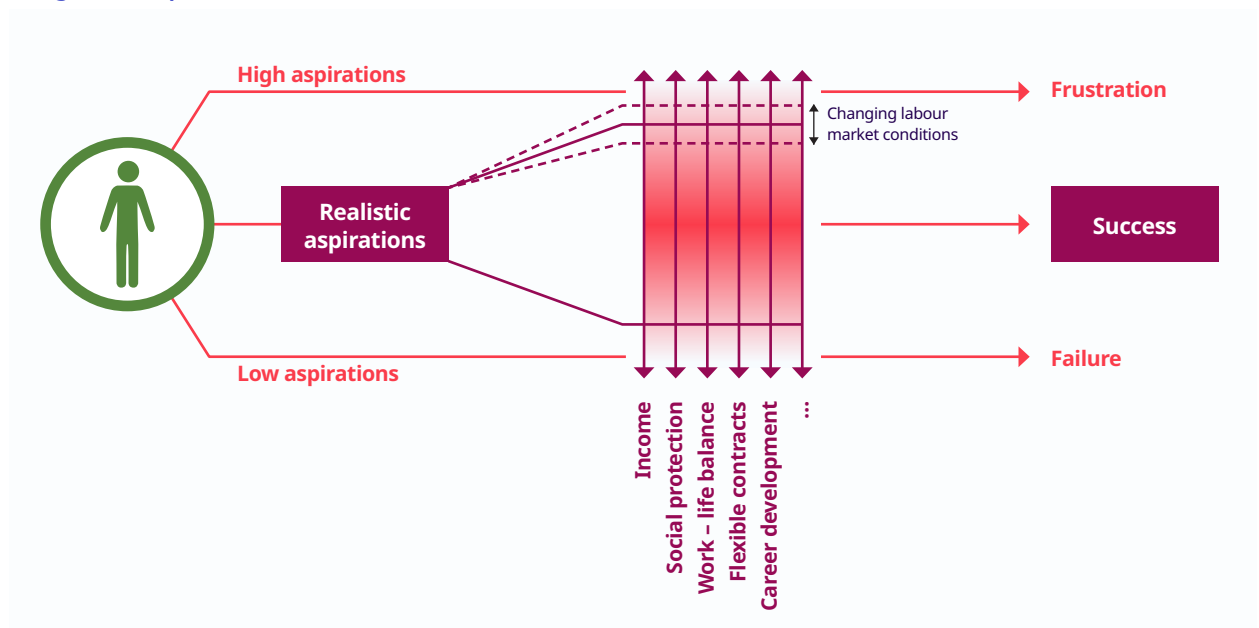 High aspirations
Frustration
Changing labour
market conditions
Realistic
aspirations
Success
Low aspirations
Failure
Income
Social protection
Work – life balance
Flexible contracts
Career development
...